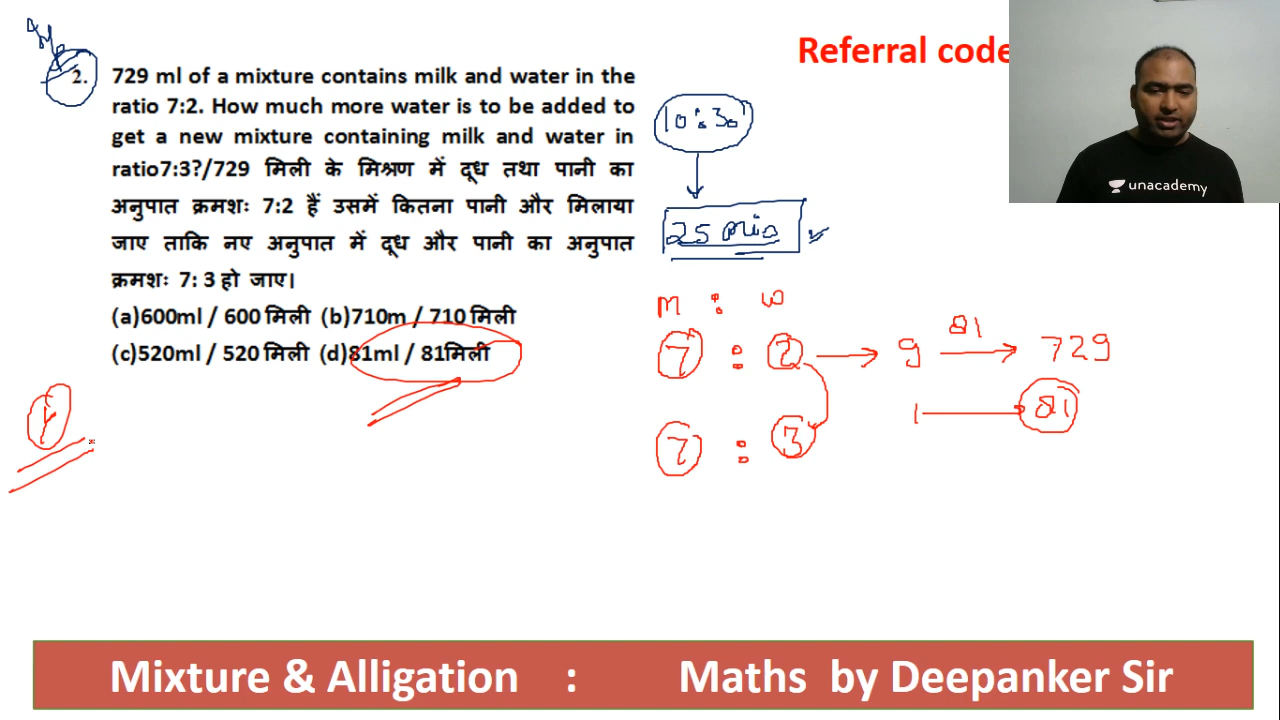 Referral code
2. 729 ml of a mixture contains milk and water in the
ratio 7:2. How much more water is to be added to
get a new mixture containing milk and water in
ratio7:3?/729 मिली के मिश्रण में दूध तथा पानी का
अनुपात क्रमशः 7:2 हैं उसमें कितना पानी और मिलाया
जाए ताकि नए अनुपात में दूध और पानी का अनुपात
क्रमशः 7: 3 हो जाए।
(a)600ml / 600 मिली (b)710m / 710 मिली
(c)520ml / 520 मिली (d)81ml / 81मिली
10:30
25 min
M : W
7 : 2 9 81 729
1 81
7 : 3
unacademy
Mixture & Alligation : Maths by Deepanker Sir